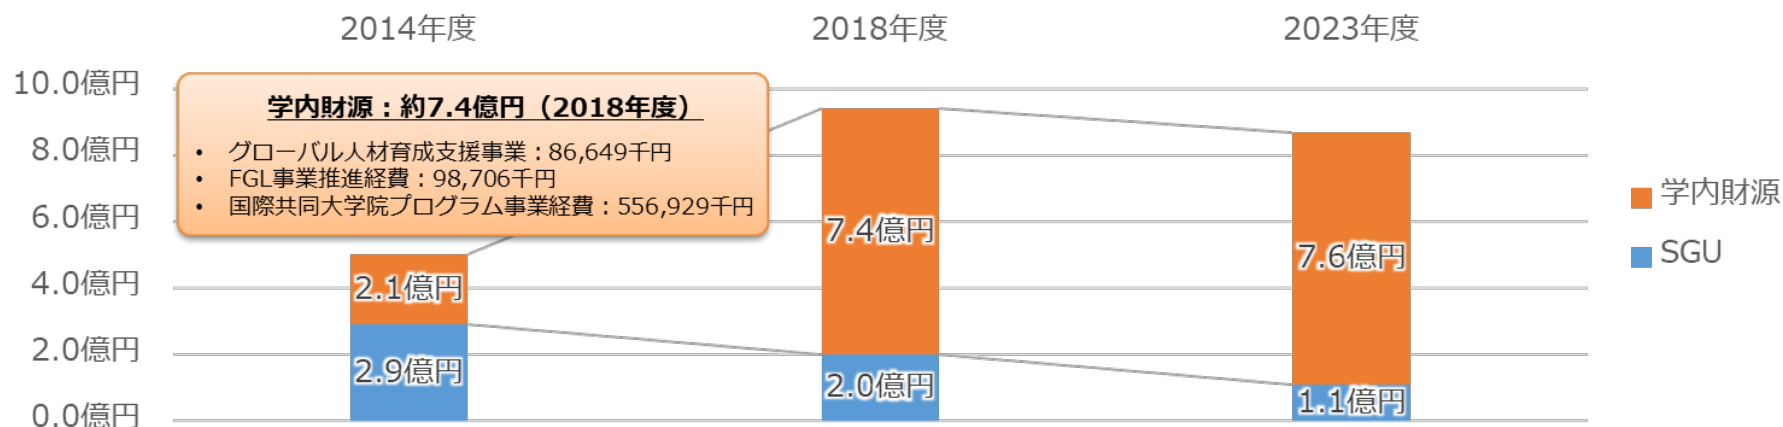 2014年度
2018年度
2023年度
10.0億円
8.0億円
6.0億円
4.0億円
2.0億円
0.0億円
学内財源：約7.4億円（2018年度）
• グローバル人材育成支援事業：86,649千円
• FGL事業推進経費：98,706千円
• 国際共同大学院プログラム事業経費：556,929千円
2.1億円
2.9億円
7.4億円
2.0億円
7.6億円
1.1億円
学内財源
SGU